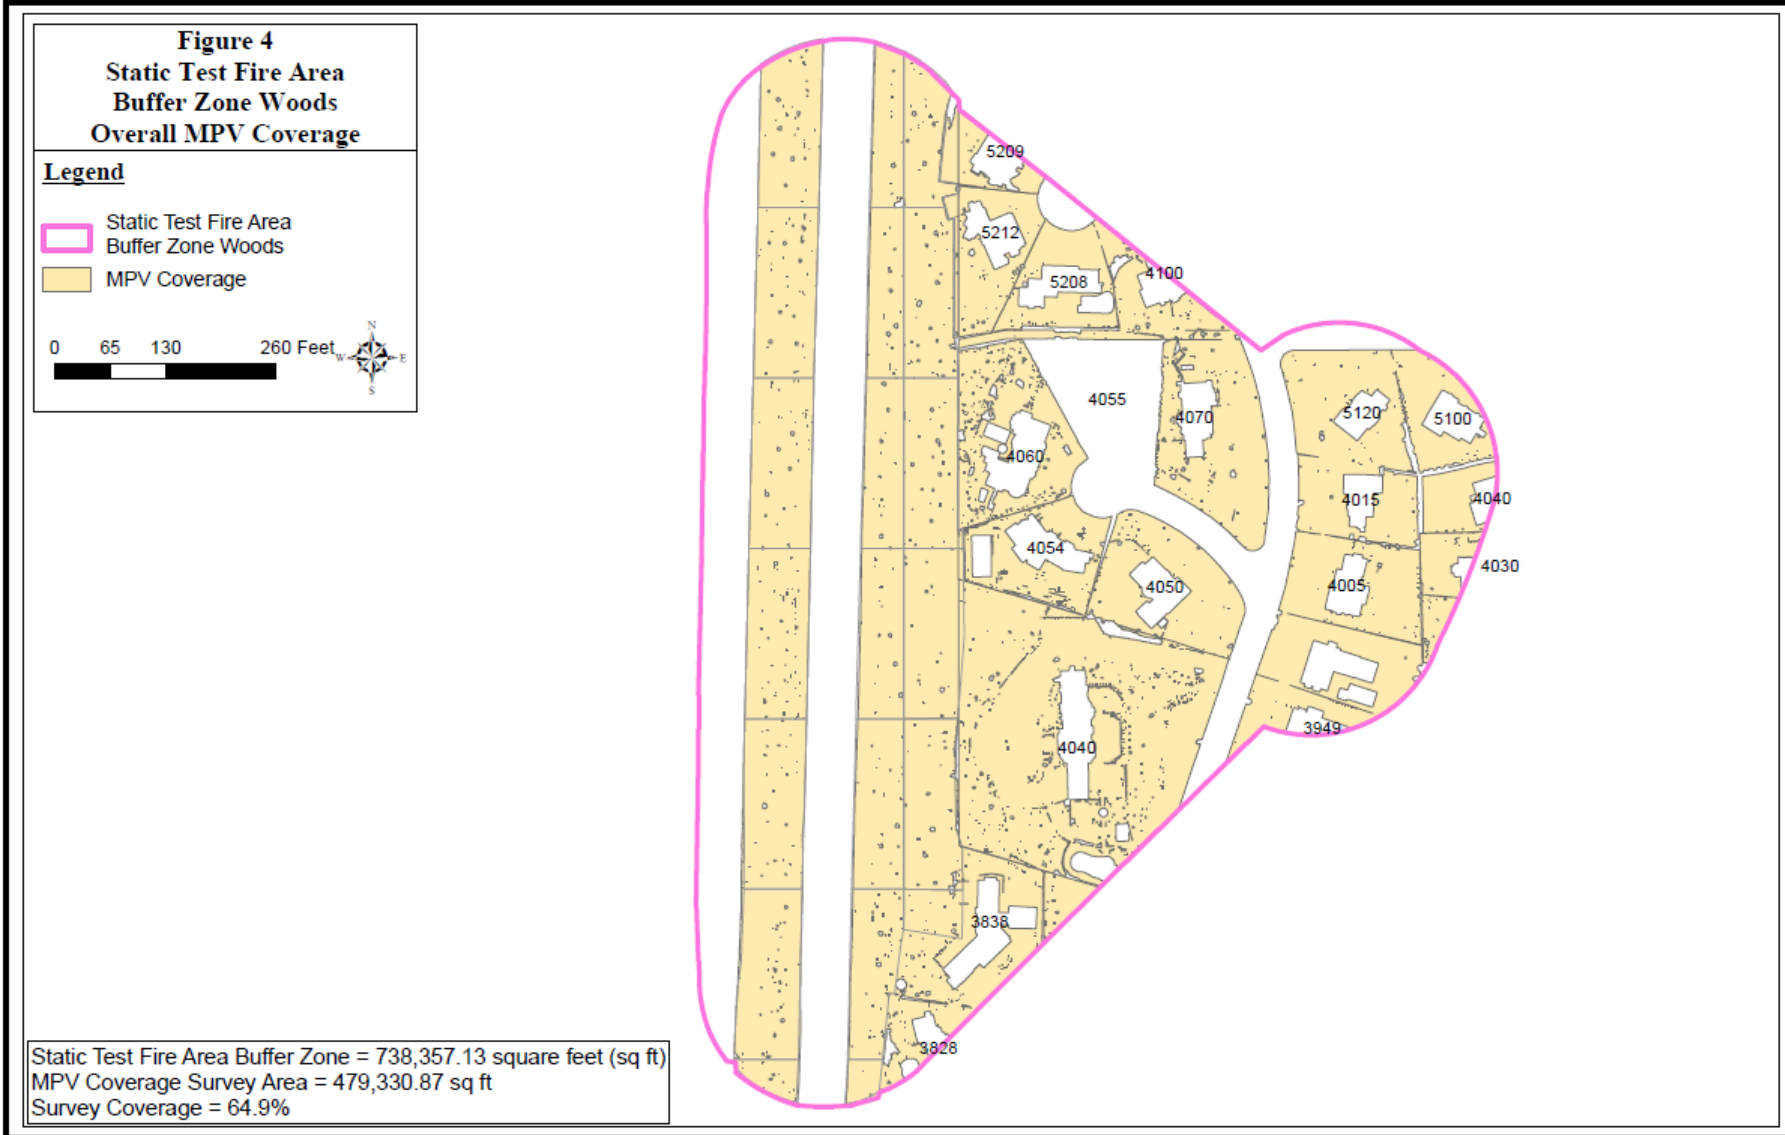 Figure 4
Static Test Fire Area
Buffer Zone Woods
Overall MPV Coverage
Legend
Static Test Fire Area
Buffer Zone Woods
MPV Coverage
0 65 130 260 Feet
N
W E
S
5209
5212
5208
4100
4055
4070
5120
5100
4060
4015
4040
4054
4050
4005
4030
4040
3949
3838
3828
Static Test Fire Area Buffer Zone = 738,357.13 square feet (sq ft)
MPV Coverage Survey Area = 479,330.87 sq ft
Survey Coverage = 64.9%